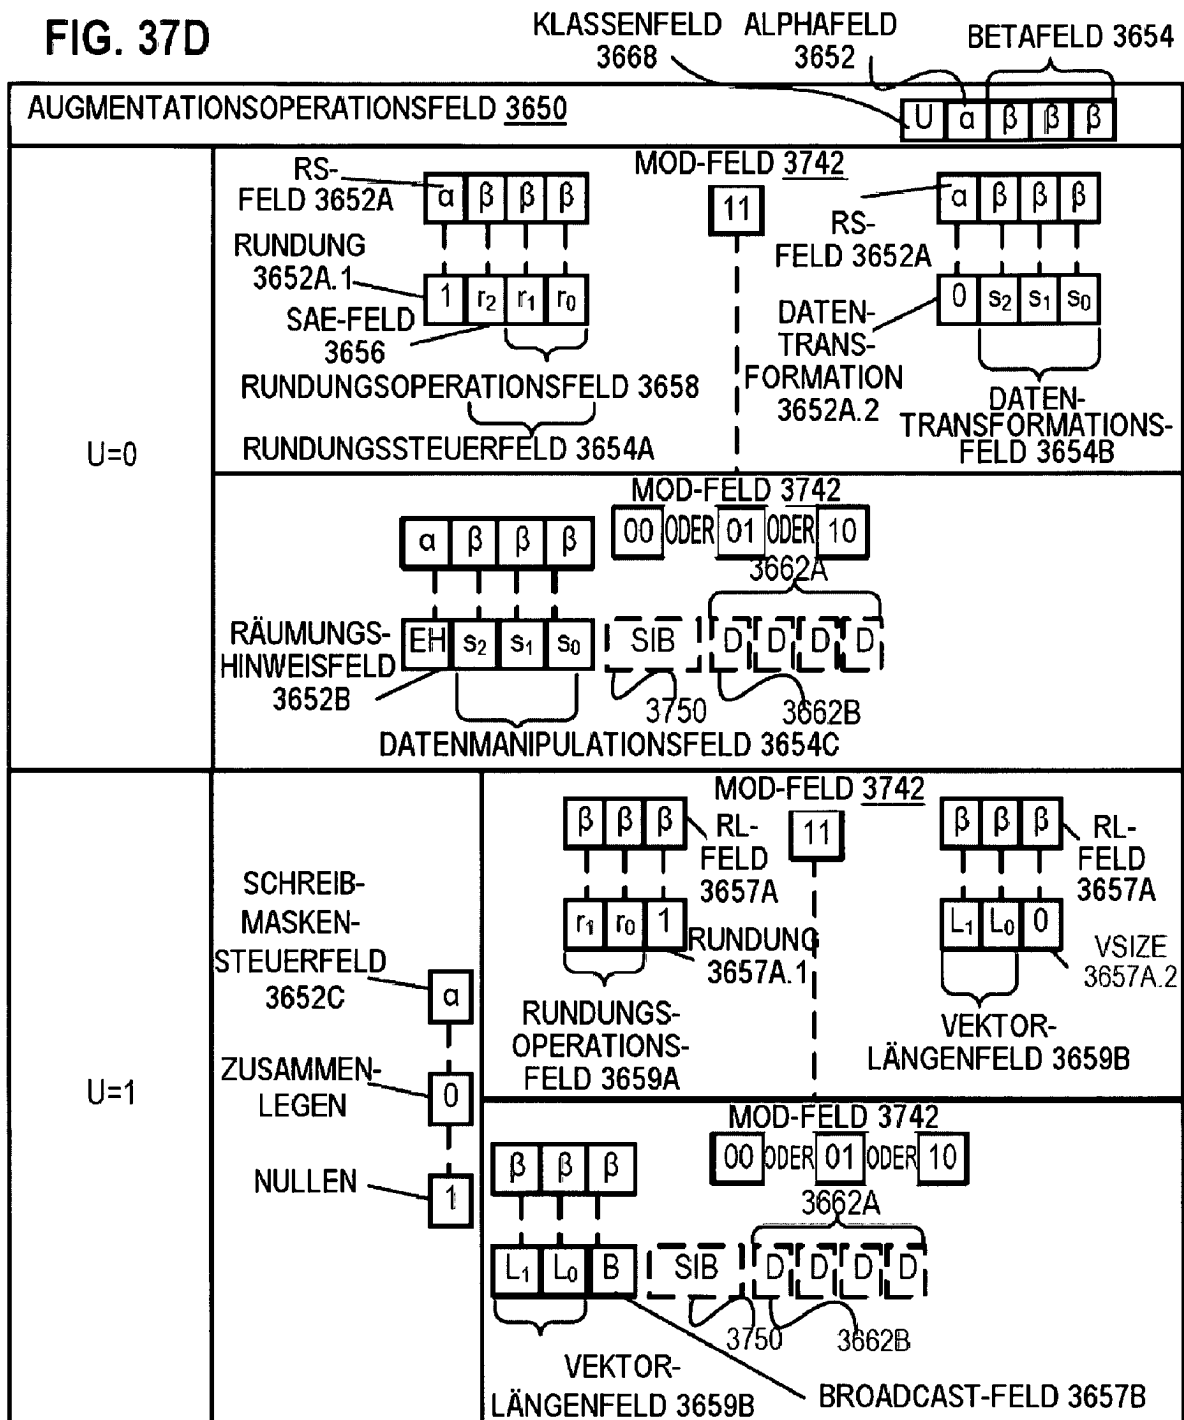 FIG. 37D
KLASSENFELD
3668
ALPHAFELD
3652
BETAFELD 3654
AUGMENTATIONSOPERATIONSFELD 3650
U α β β β
U=0
MOD-FELD 3742
11
RS-
FELD 3652A
α β β β
RUNDUNG
3652A.1
1 r2 r1 r0
SAE-FELD
3656
RUNDUNGSOPERATIONSFELD 3658
RUNDUNGSSTEUERFELD 3654A
α β β β
RS-
FELD 3652A
0 s2 s1 s0
DATEN-
TRANS-
FORMATION
3652A.2
DATEN-
TRANSFORMATIONS-
FELD 3654B
MOD-FELD 3742
00 ODER 01 ODER 10
α β β β
3662A
RÄUMUNGS-
HINWEISFELD
3652B
EH s2 s1 s0
SIB
D D D D
3750
3662B
DATENMANIPULATIONSFELD 3654C
U=1
SCHREIB-
MASKEN-
STEUERFELD
3652C
α
ZUSAMMEN-
LEGEN
0
NULLEN
1
MOD-FELD 3742
11
β β β
RL-
FELD
3657A
r1 r0 1
RUNDUNG
3657A.1
RUNDUNGS-
OPERATIONS-
FELD 3659A
β β β
RL-
FELD
3657A
L1 L0 0
VSIZE
3657A.2
VEKTOR-
LÄNGENFELD 3659B
MOD-FELD 3742
00 ODER 01 ODER 10
β β β
3662A
L1 L0 B
SIB
D D D D
3750
3662B
VEKTOR-
LÄNGENFELD 3659B
BROADCAST-FELD 3657B